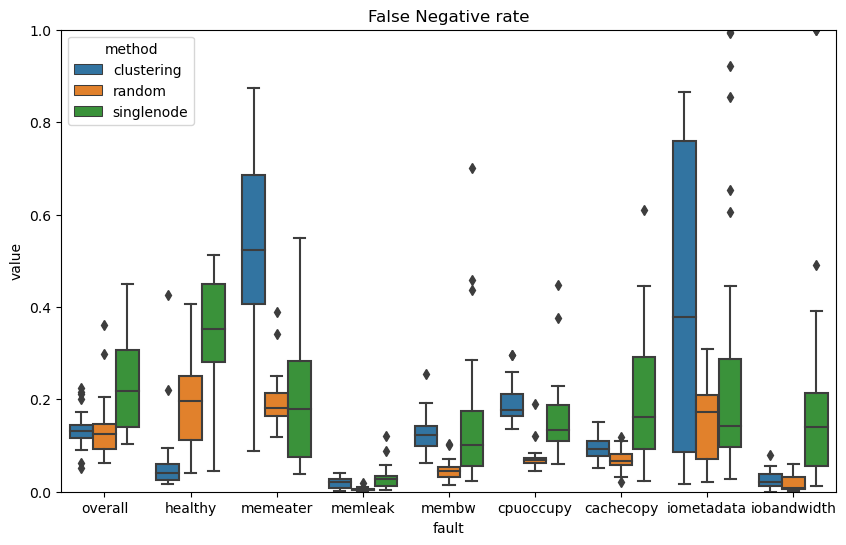 False Negative rate
method
clustering
random
singlenode
value
1.0
0.8
0.6
0.4
0.2
0.0
overall healthy memeater memleak membw cpuoccupy cachecopy iometadata iobandwidth
fault